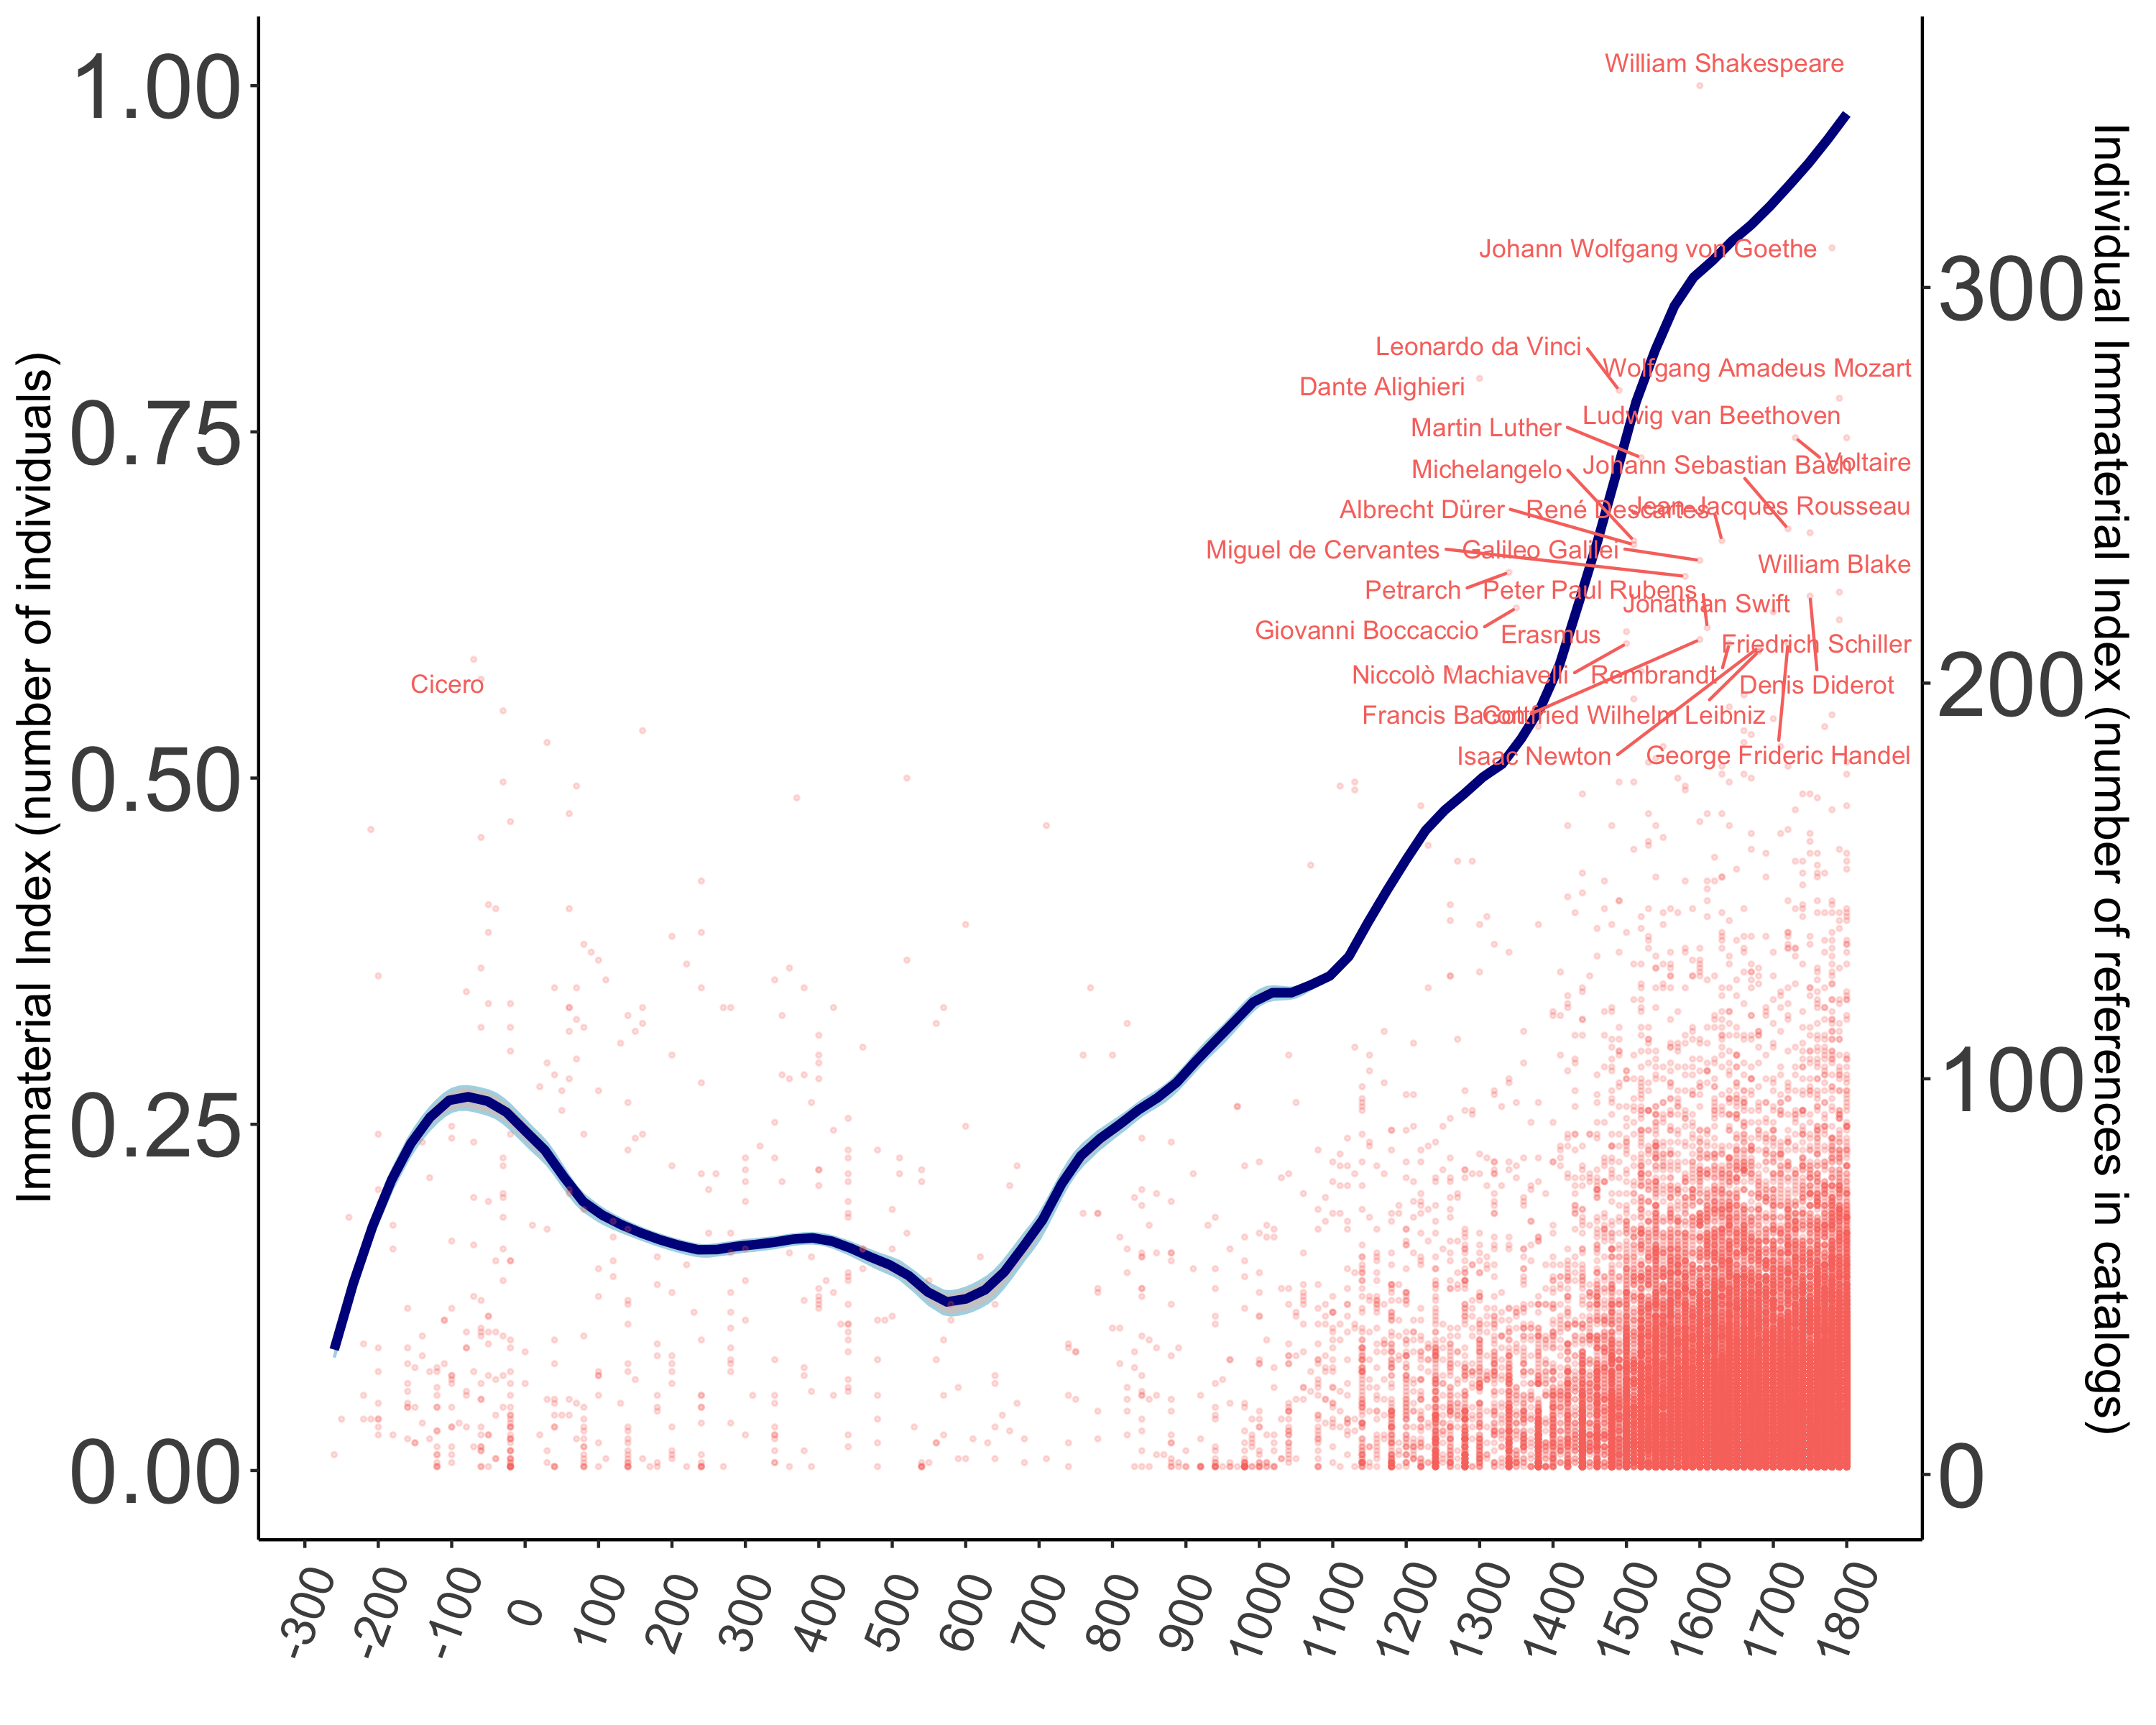 William Shakespeare
1.00
Johann Wolfgang von Goethe
300
Leonardo da Vinci
Wolfgang Amadeus Mozart
Dante Alighieri
0.75
Ludwig van Beethoven
Martin Luther
Voltaire
Johann Sebastian Bach
Michelangelo
Jean-Jacques Rousseau
Albrecht Dürer
René Descartes
Miguel de Cervantes
Galileo Galilei
William Blake
Petrarch
Peter Paul Rubens
Jonathan Swift
Giovanni Boccaccio
Erasmus
Friedrich Schiller
Niccolò Machiavelli
Rembrandt
200
Cicero
Denis Diderot
Francis Bacon
Gottfried Wilhelm Leibniz
Isaac Newton
George Frideric Handel
0.50
100
0.25
0.00
0
-300
-200
-100
0
100
200
300
400
500
600
700
800
900
1000
1100
1200
1300
1400
1500
1600
1700
1800
Immaterial Index (number of individuals)
Individual Immaterial Index (number of references in catalogs)